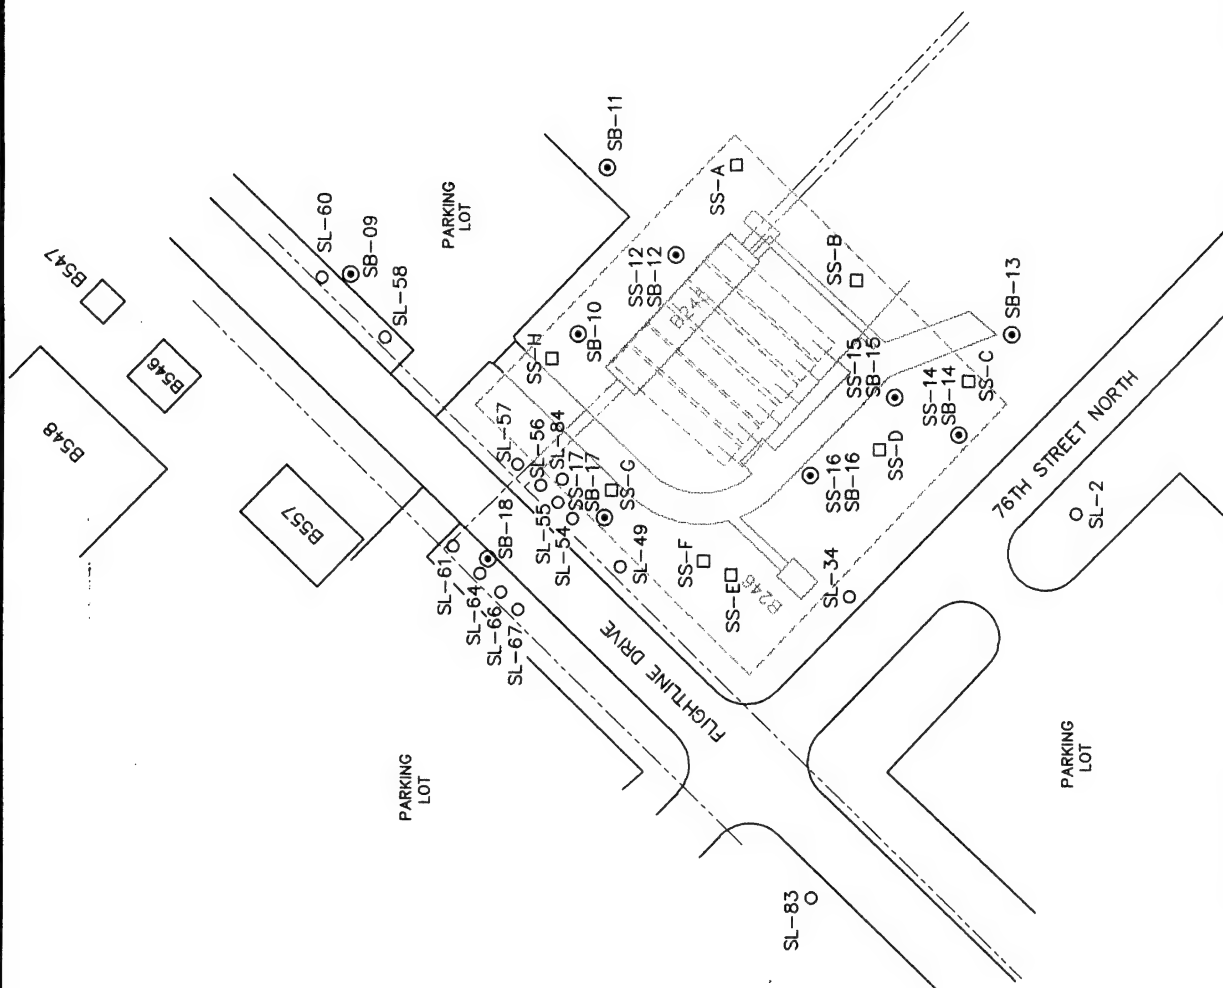 B547
SL-60
SB-09
SL-58
SB-11
PARKING
LOT
B546
B548
B557
SS-A
SS-12
SB-12
SB-10
SS-H
B244
SS-B
SB-13
SS-15
SB-15
SS-14
SB-14
SS-C
SS-D
SS-16
SB-16
SL-57
SL-56
SL-84
SS-17
SB-17
SS-G
SL-55
SL-54
SB-18
SL-61
SL-64
SL-66
SL-67
SL-49
SS-F
SS-E
B246
SL-34
FLIGHTLINE DRIVE
76TH STREET NORTH
SL-2
PARKING
LOT
PARKING
LOT
SL-83